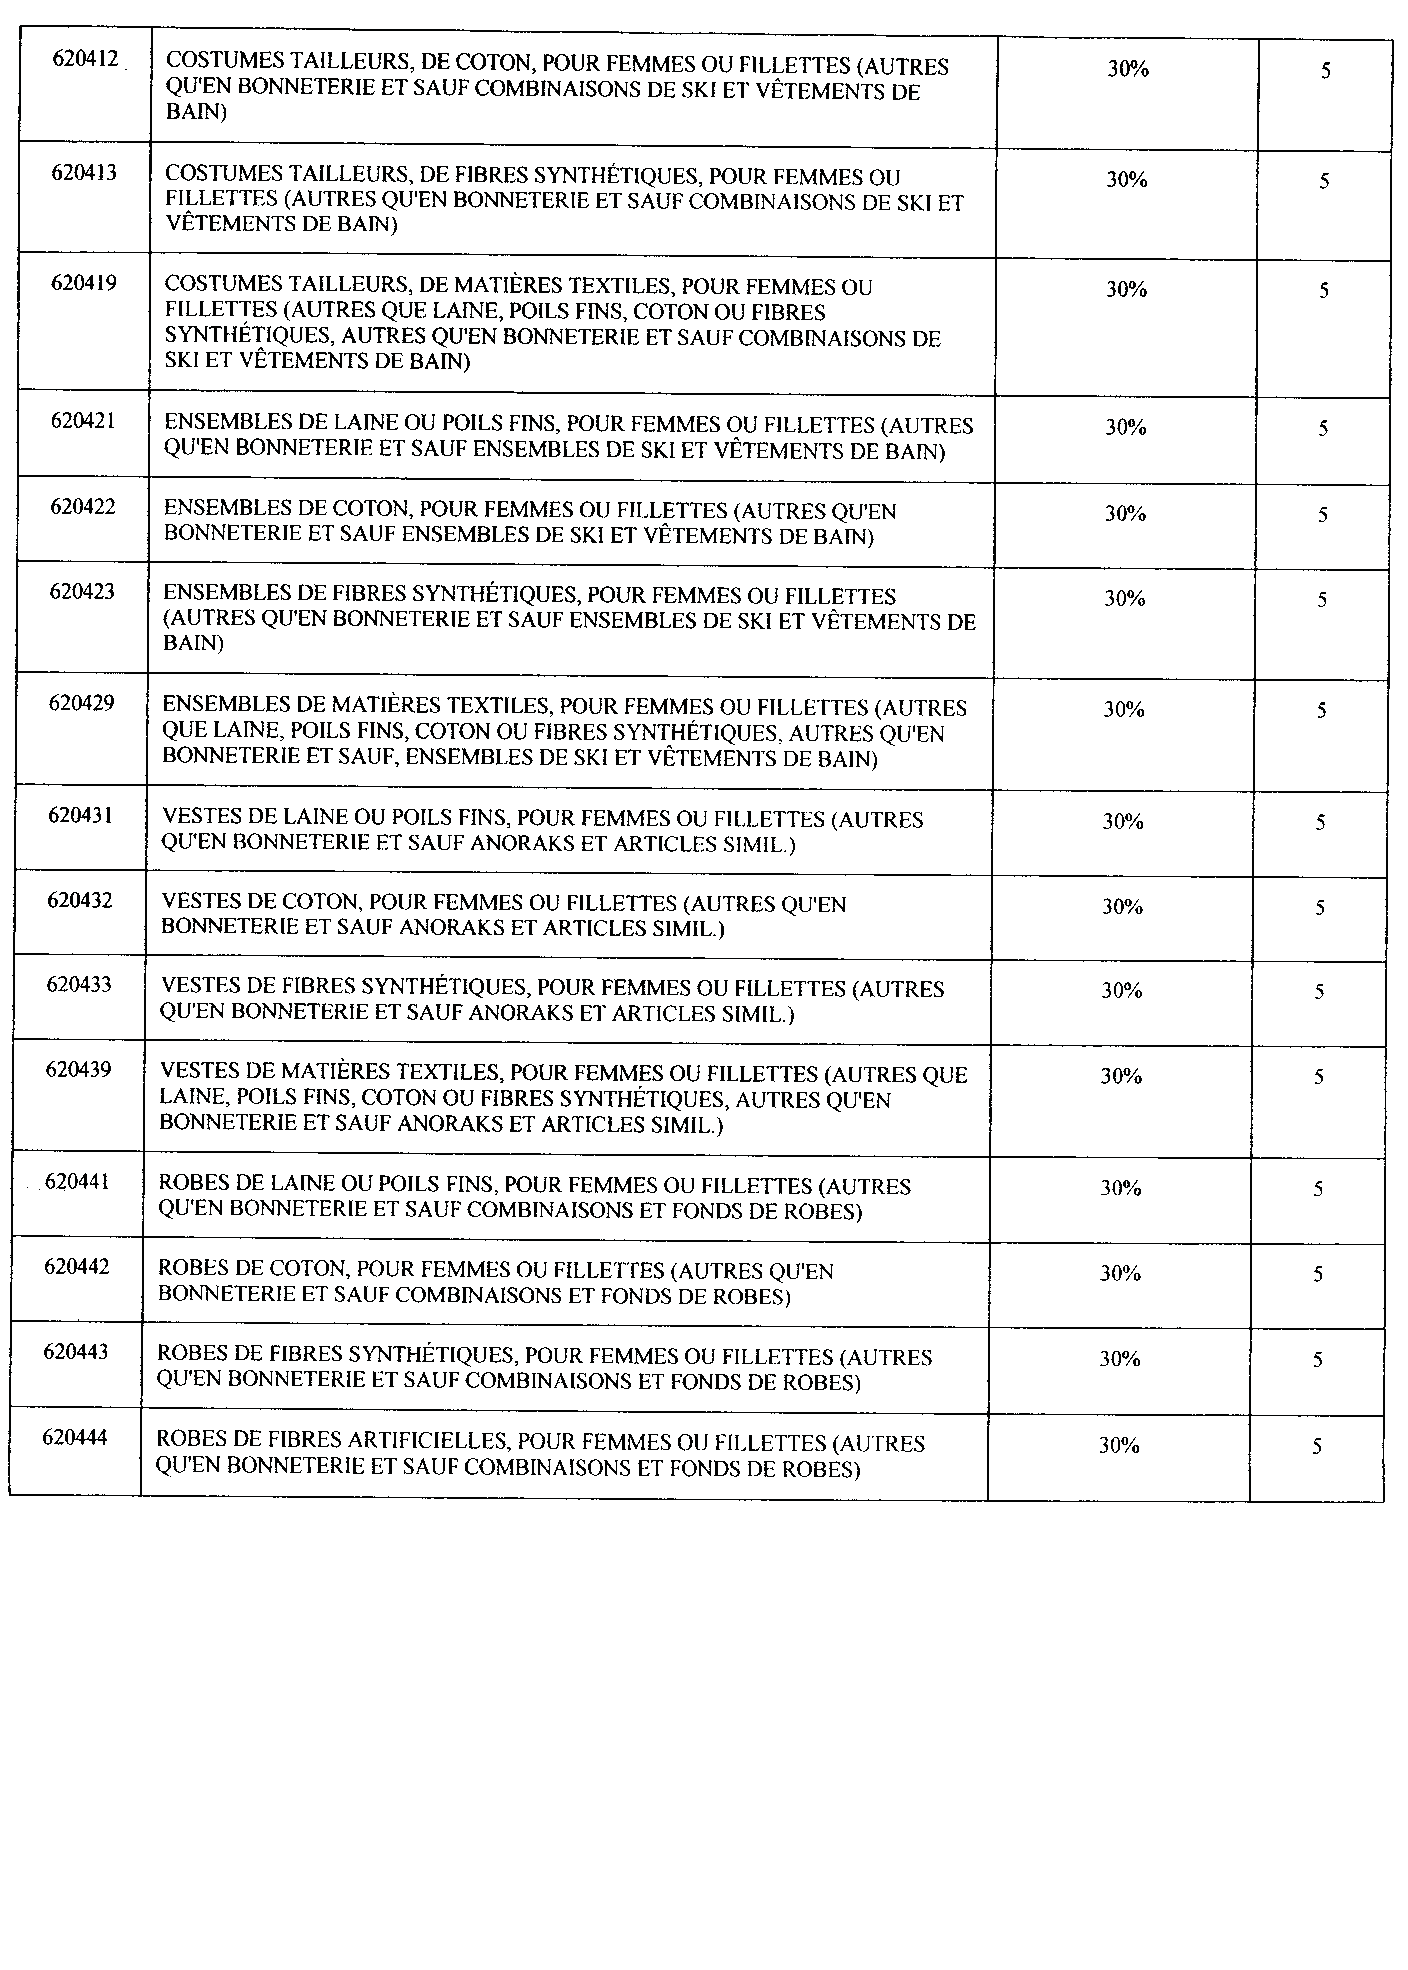 620412 COSTUMES TAILLEURS, DE COTON, POUR FEMMES OU FILLETTES (AUTRES 30% 5
QU'EN BONNETERIE ET SAUF COMBINAISONS DE SKI ET VÊTEMENTS DE
BAIN)
620413 COSTUMES TAILLEURS, DE FIBRES SYNTHÉTIQUES, POUR FEMMES OU 30% 5
FILLETTES (AUTRES QU'EN BONNETERIE ET SAUF COMBINAISONS DE SKI ET
VÊTEMENTS DE BAIN)
620419 COSTUMES TAILLEURS, DE MATIÈRES TEXTILES, POUR FEMMES OU 30% 5
FILLETTES (AUTRES QUE LAINE, POILS FINS, COTON OU FIBRES
SYNTHÉTIQUES, AUTRES QU'EN BONNETERIE ET SAUF COMBINAISONS DE
SKI ET VÊTEMENTS DE BAIN)
620421 ENSEMBLES DE LAINE OU POILS FINS, POUR FEMMES OU FILLETTES (AUTRES 30% 5
QU'EN BONNETERIE ET SAUF ENSEMBLES DE SKI ET VÊTEMENTS DE BAIN)
620422 ENSEMBLES DE COTON, POUR FEMMES OU FILLETTES (AUTRES QU'EN 30% 5
BONNETERIE ET SAUF ENSEMBLES DE SKI ET VÊTEMENTS DE BAIN)
620423 ENSEMBLES DE FIBRES SYNTHÉTIQUES, POUR FEMMES OU FILLETTES 30% 5
(AUTRES QU'EN BONNETERIE ET SAUF ENSEMBLES DE SKI ET VÊTEMENTS DE
BAIN)
620429 ENSEMBLES DE MATIÈRES TEXTILES, POUR FEMMES OU FILLETTES (AUTRES 30% 5
QUE LAINE, POILS FINS, COTON OU FIBRES SYNTHÉTIQUES, AUTRES QU'EN
BONNETERIE ET SAUF, ENSEMBLES DE SKI ET VÊTEMENTS DE BAIN)
620431 VESTES DE LAINE OU POILS FINS, POUR FEMMES OU FILLETTES (AUTRES 30% 5
QU'EN BONNETERIE ET SAUF ANORAKS ET ARTICLES SIMIL.)
620432 VESTES DE COTON, POUR FEMMES OU FILLETTES (AUTRES QU'EN 30% 5
BONNETERIE ET SAUF ANORAKS ET ARTICLES SIMIL.)
620433 VESTES DE FIBRES SYNTHÉTIQUES, POUR FEMMES OU FILLETTES (AUTRES 30% 5
QU'EN BONNETERIE ET SAUF ANORAKS ET ARTICLES SIMIL.)
620439 VESTES DE MATIÈRES TEXTILES, POUR FEMMES OU FILLETTES (AUTRES QUE 30% 5
LAINE, POILS FINS, COTON OU FIBRES SYNTHÉTIQUES, AUTRES QU'EN
BONNETERIE ET SAUF ANORAKS ET ARTICLES SIMIL.)
620441 ROBES DE LAINE OU POILS FINS, POUR FEMMES OU FILLETTES (AUTRES 30% 5
QU'EN BONNETERIE ET SAUF COMBINAISONS ET FONDS DE ROBES)
620442 ROBES DE COTON, POUR FEMMES OU FILLETTES (AUTRES QU'EN 30% 5
BONNETERIE ET SAUF COMBINAISONS ET FONDS DE ROBES)
620443 ROBES DE FIBRES SYNTHÉTIQUES, POUR FEMMES OU FILLETTES (AUTRES 30% 5
QU'EN BONNETERIE ET SAUF COMBINAISONS ET FONDS DE ROBES)
620444 ROBES DE FIBRES ARTIFICIELLES, POUR FEMMES OU FILLETTES (AUTRES 30% 5
QU'EN BONNETERIE ET SAUF COMBINAISONS ET FONDS DE ROBES)